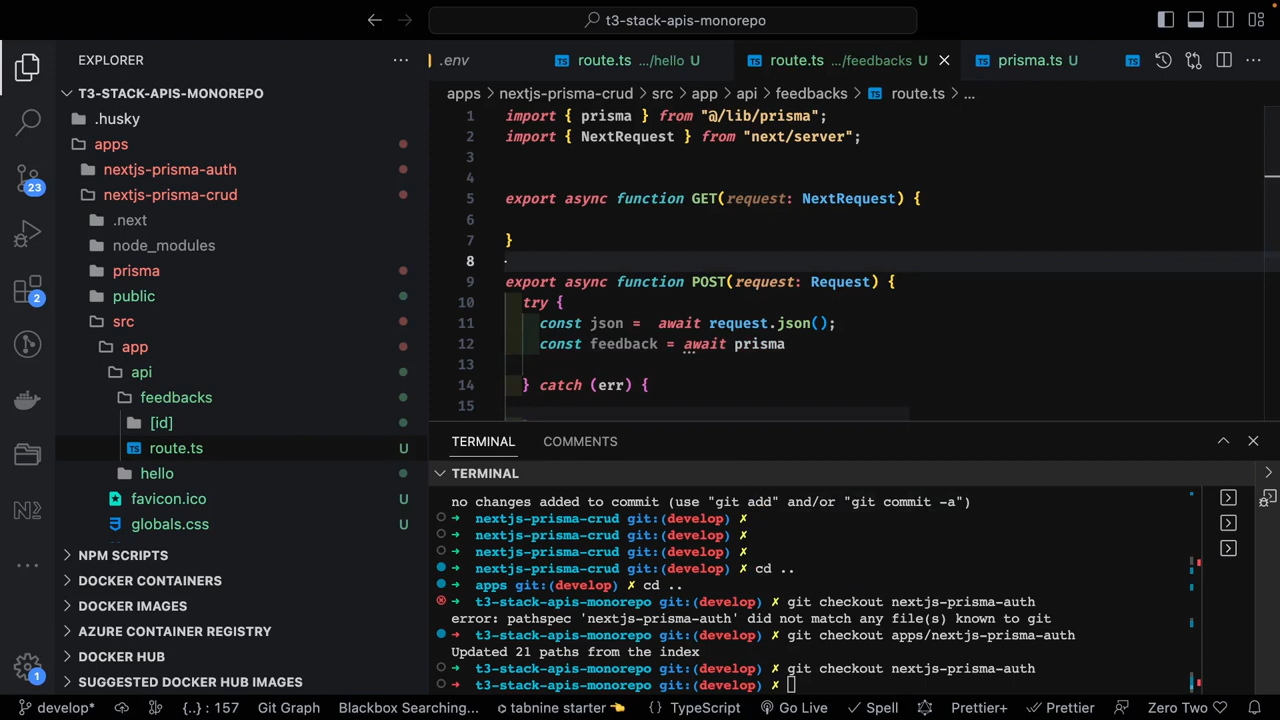 t3-stack-apis-monorepo
EXPLORER
T3-STACK-APIS-MONOREPO
.husky
apps
nextjs-prisma-auth
nextjs-prisma-crud
.next
node_modules
prisma
public
src
app
api
feedbacks
[id]
TS route.ts U
hello
favicon.ico U
globals.css U
NPM SCRIPTS
DOCKER CONTAINERS
DOCKER IMAGES
AZURE CONTAINER REGISTRY
DOCKER HUB
SUGGESTED DOCKER HUB IMAGES
23
2
1
.env TS route.ts .../hello U TS route.ts .../feedbacks U TS prisma.ts U TS
apps > nextjs-prisma-crud > src > app > api > feedbacks > TS route.ts > ...
1 import { prisma } from "@/lib/prisma";
2 import { NextRequest } from "next/server";
3
4
5 export async function GET(request: NextRequest) {
6
7 }
8
9 export async function POST(request: Request) {
10 try {
11 const json =  await request.json();
12 const feedback = await prisma
13
14 } catch (err) {
15
TERMINAL COMMENTS
TERMINAL
no changes added to commit (use "git add" and/or "git commit -a")
➜ nextjs-prisma-crud git:(develop) ✗
➜ nextjs-prisma-crud git:(develop) ✗
➜ nextjs-prisma-crud git:(develop) ✗
➜ nextjs-prisma-crud git:(develop) ✗ cd ..
➜ apps git:(develop) ✗ cd ..
➜ t3-stack-apis-monorepo git:(develop) ✗ git checkout nextjs-prisma-auth
error: pathspec 'nextjs-prisma-auth' did not match any file(s) known to git
➜ t3-stack-apis-monorepo git:(develop) ✗ git checkout apps/nextjs-prisma-auth
Updated 21 paths from the index
➜ t3-stack-apis-monorepo git:(develop) ✗ git checkout nextjs-prisma-auth
➜ t3-stack-apis-monorepo git:(develop) ✗
develop* {..} : 157 Git Graph Blackbox Searching... tabnine starter 👈 {} TypeScript Go Live ✓ Spell Prettier+ ✓ Prettier Zero Two ❤